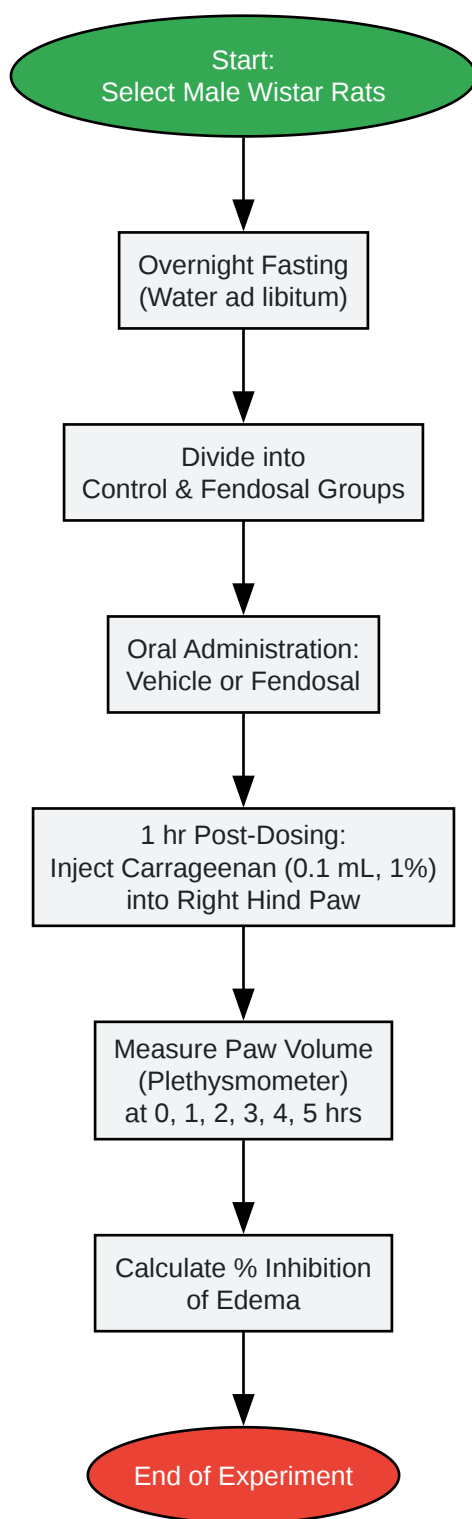 Start:
Select Male Wistar Rats
Overnight Fasting
(Water ad libitum)
Divide into
Control & Fendosal Groups
Oral Administration:
Vehicle or Fendosal
1 hr Post-Dosing:
Inject Carrageenan (0.1 mL, 1%)
into Right Hind Paw
Measure Paw Volume
(Plethysmometer)
at 0, 1, 2, 3, 4, 5 hrs
Calculate % Inhibition
of Edema
End of Experiment